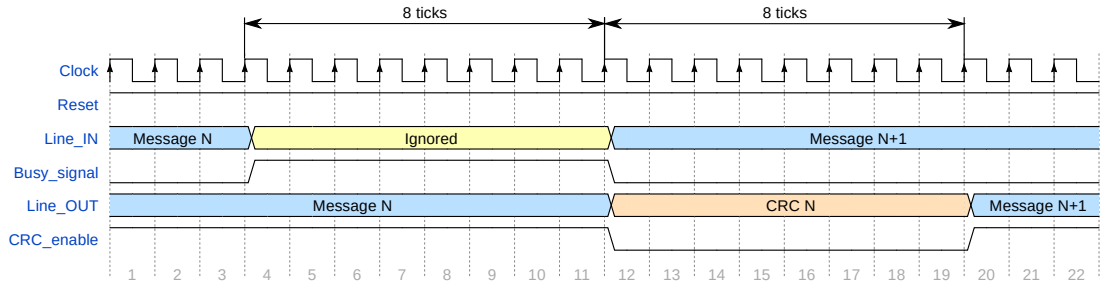 8 ticks 8 ticks
Clock
Reset
Line_IN Message N Ignored Message N+1
Busy_signal
Line_OUT Message N CRC N Message N+1
CRC_enable
1 2 3 4 5 6 7 8 9 10 11 12 13 14 15 16 17 18 19 20 21 22